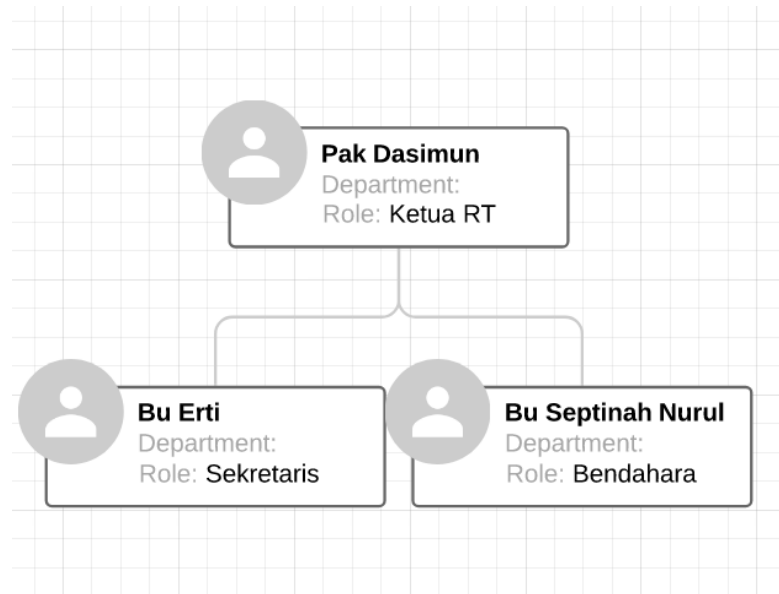 Pak Dasimun
Department:
Role: Ketua RT
Bu Erti
Department:
Role: Sekretaris
Bu Septinah Nurul
Department:
Role: Bendahara